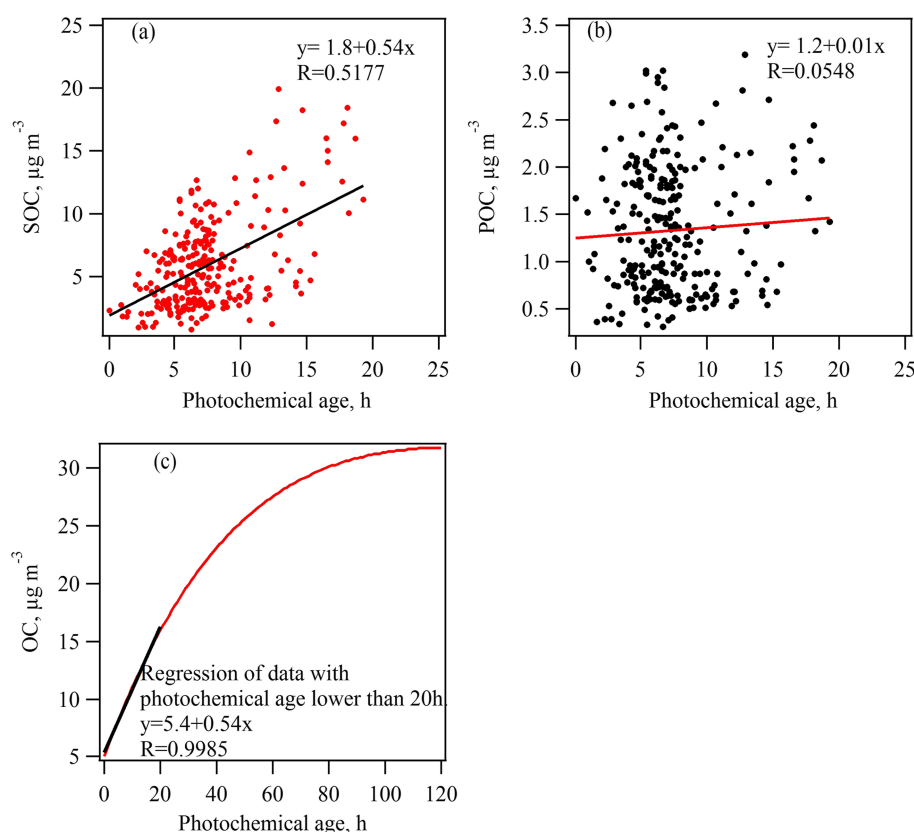 (a)
y= 1.8+0.54x
R=0.5177
25
20
15
10
5
SOC, µg m⁻³
0 5 10 15 20 25
Photochemical age, h
(b)
y= 1.2+0.01x
R=0.0548
3.5
3.0
2.5
2.0
1.5
1.0
0.5
POC, µg m⁻³
0 5 10 15 20 25
Photochemical age, h
(c)
30
25
20
15
10
5
OC, µg m⁻³
Regression of data with
photochemical age lower than 20h.
y=5.4+0.54x
R=0.9985
0 20 40 60 80 100 120
Photochemical age, h